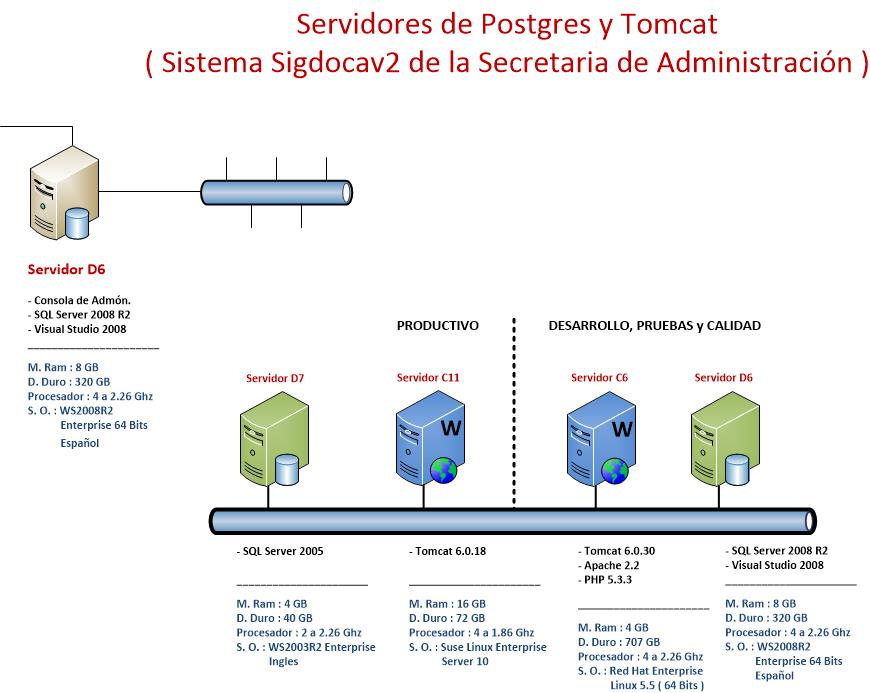 Servidores de Postgres y Tomcat
( Sistema Sigdocav2 de la Secretaria de Administración )
Servidor D6
- Consola de Admón.
- SQL Server 2008 R2
- Visual Studio 2008
M. Ram : 8 GB
D. Duro : 320 GB
Procesador : 4 a 2.26 Ghz
S. O. : WS2008R2
Enterprise 64 Bits
Español
PRODUCTIVO
DESARROLLO, PRUEBAS y CALIDAD
Servidor D7
- SQL Server 2005
M. Ram : 4 GB
D. Duro : 40 GB
Procesador : 2 a 2.26 Ghz
S. O. : WS2003R2 Enterprise
Ingles
Servidor C11
W
- Tomcat 6.0.18
M. Ram : 16 GB
D. Duro : 72 GB
Procesador : 4 a 1.86 Ghz
S. O. : Suse Linux Enterprise
Server 10
Servidor C6
W
- Tomcat 6.0.30
- Apache 2.2
- PHP 5.3.3
M. Ram : 4 GB
D. Duro : 707 GB
Procesador : 4 a 2.26 Ghz
S. O. : Red Hat Enterprise
Linux 5.5 ( 64 Bits )
Servidor D6
- SQL Server 2008 R2
- Visual Studio 2008
M. Ram : 8 GB
D. Duro : 320 GB
Procesador : 4 a 2.26 Ghz
S. O. : WS2008R2
Enterprise 64 Bits
Español